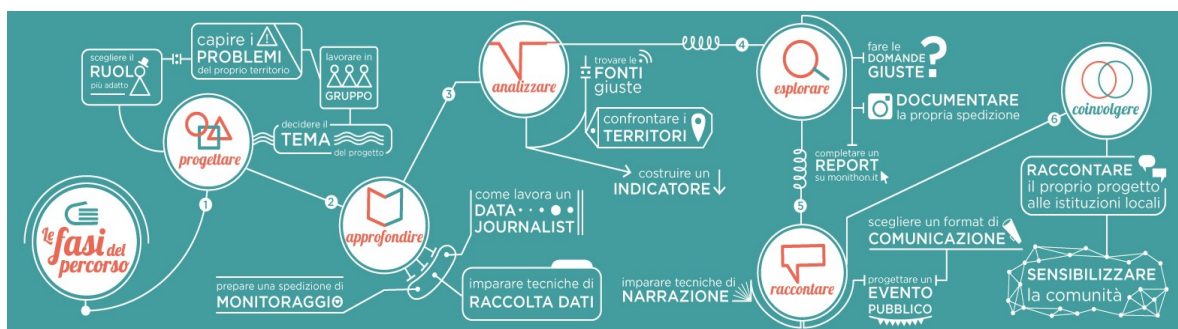 Le
fasi del
percorso
1
progettare
scegliere il
RUOLO
più adatto
capire i
PROBLEMI
del proprio territorio
lavorare in
GRUPPO
decidere il
TEMA
del progetto
2
approfondire
come lavora un
DATA
JOURNALIST
imparare tecniche di
RACCOLTA DATI
prepare una spedizione di
MONITORAGGIO
3
analizzare
trovare le
FONTI
giuste
confrontare i
TERRITORI
costruire un
INDICATORE
4
esplorare
fare le
DOMANDE
GIUSTE ?
DOCUMENTARE
la propria spedizione
completare un
REPORT
su monithon.it
5
raccontare
imparare tecniche di
NARRAZIONE
scegliere un format di
COMUNICAZIONE
progettare un
EVENTO
PUBBLICO
6
coinvolgere
RACCONTARE
il proprio progetto
alle istituzioni locali
SENSIBILIZZARE
la comunità